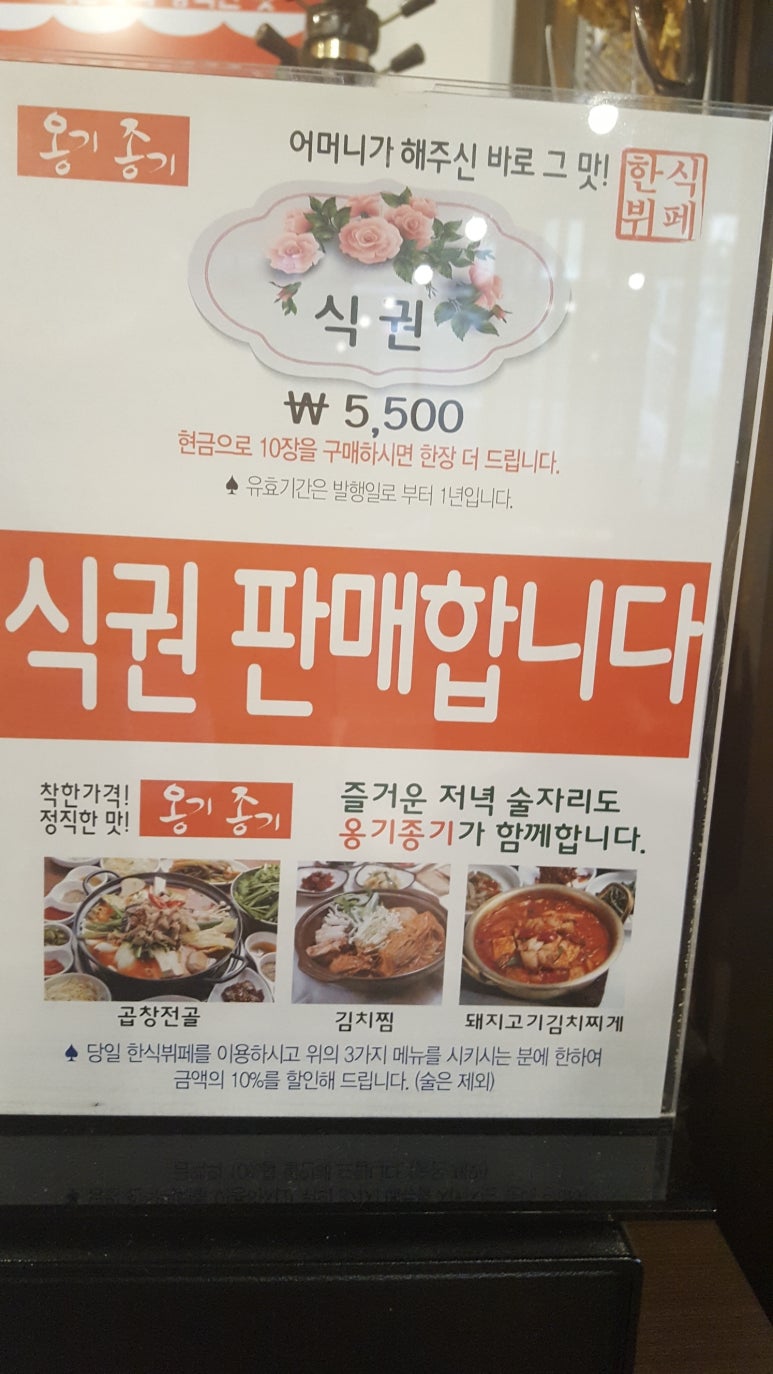 옹기 종기
어머니가 해주신 바로 그 맛!
한식
뷔페
식권
₩ 5,500
현금으로 10장을 구매하시면 한장 더 드립니다.
♠ 유효기간은 발행일로 부터 1년입니다.
식권 판매합니다
착한가격!
정직한 맛!
옹기 종기
즐거운 저녁 술자리도
옹기종기가 함께합니다.
곱창전골
김치찜
돼지고기김치찌게
♠ 당일 한식뷔페를 이용하시고 위의 3가지 메뉴를 시키시는 분에 한하여
금액의 10%를 할인해 드립니다. (술은 제외)